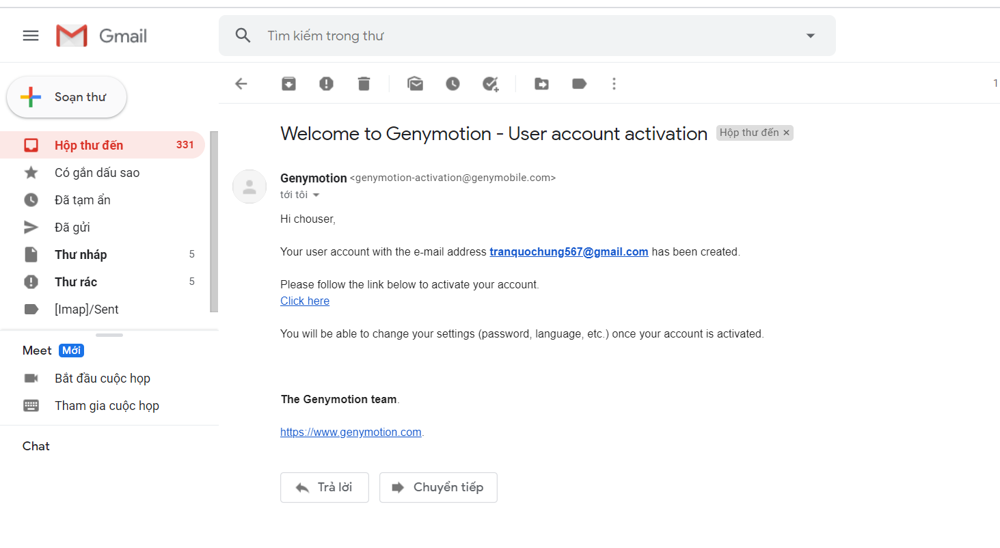 Gmail
Tìm kiếm trong thư
Soạn thư
1
Hộp thư đến 331
Có gắn dấu sao
Đã tạm ẩn
Đã gửi
Thư nháp 5
Thư rác 5
[Imap]/Sent
Meet Mới
Bắt đầu cuộc họp
Tham gia cuộc họp
Chat
Welcome to Genymotion - User account activation Hộp thư đến ×
Genymotion <genymotion-activation@genymobile.com>
tới tôi
Hi chouser,
Your user account with the e-mail address tranquochung567@gmail.com has been created.
Please follow the link below to activate your account.
Click here
You will be able to change your settings (password, language, etc.) once your account is activated.
The Genymotion team.
https://www.genymotion.com.
Trả lời Chuyển tiếp